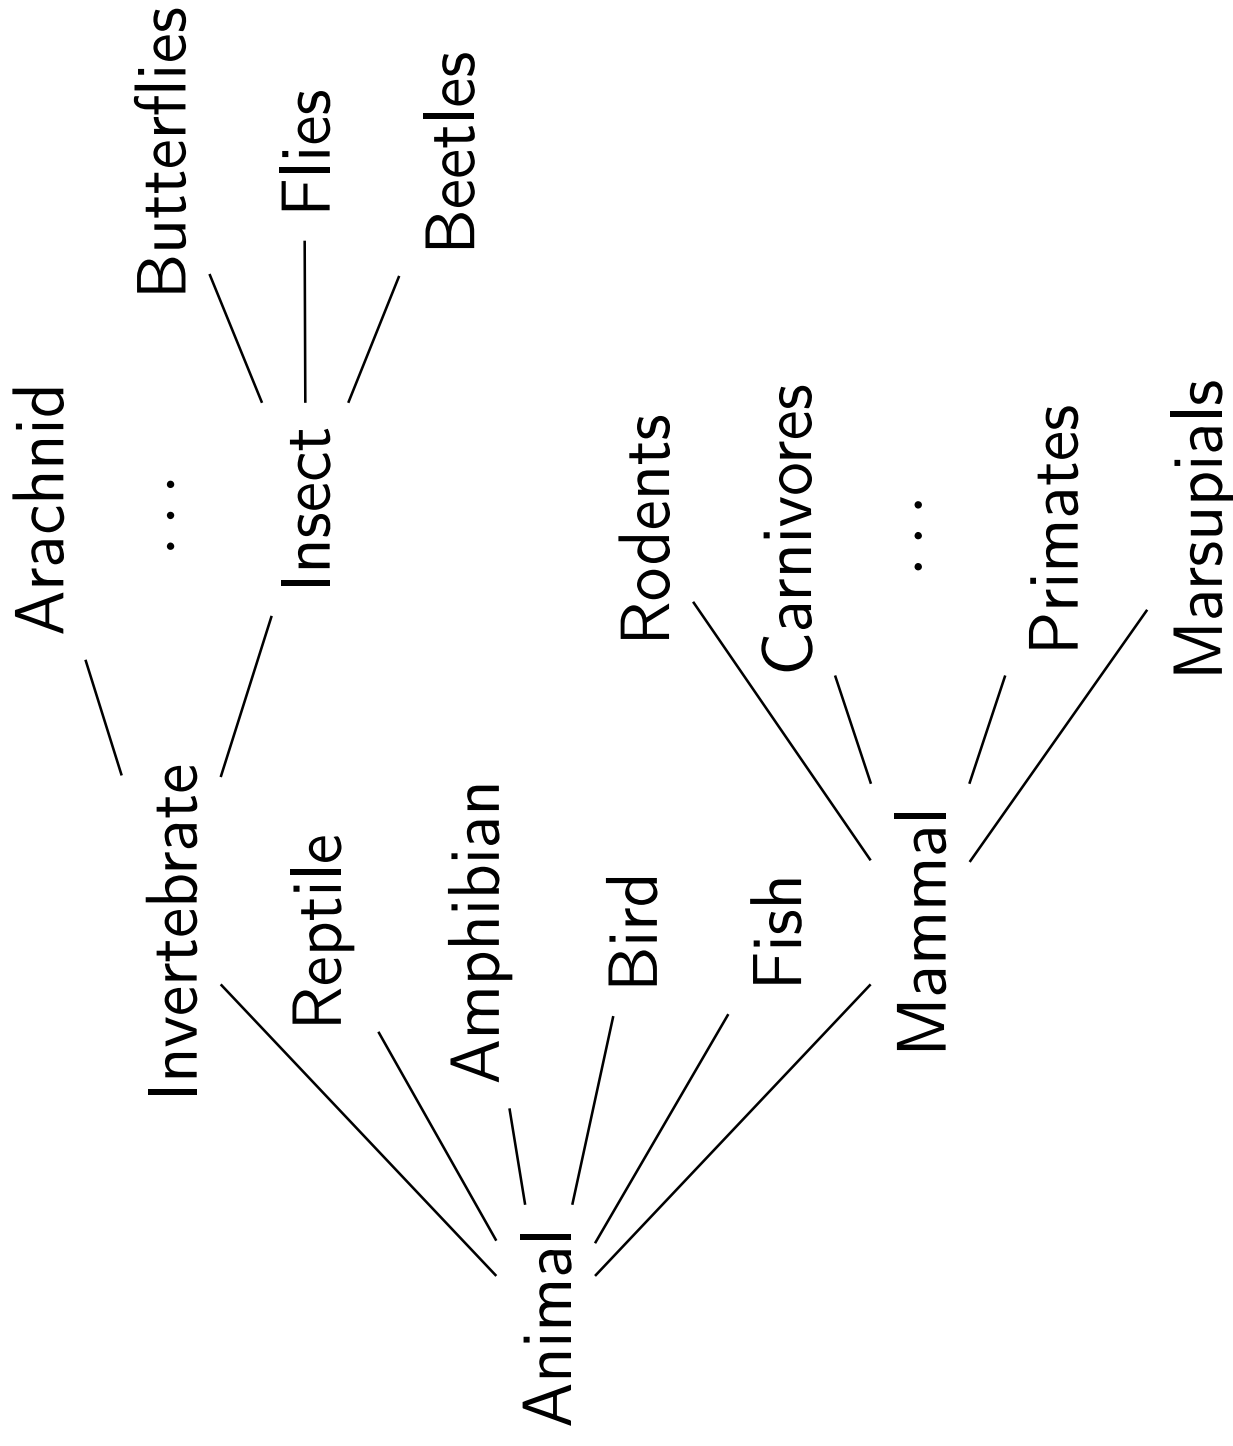 Animal
Invertebrate
Reptile
Amphibian
Bird
Fish
Mammal
Arachnid
...
Insect
Butterflies
Flies
Beetles
Rodents
Carnivores
...
Primates
Marsupials